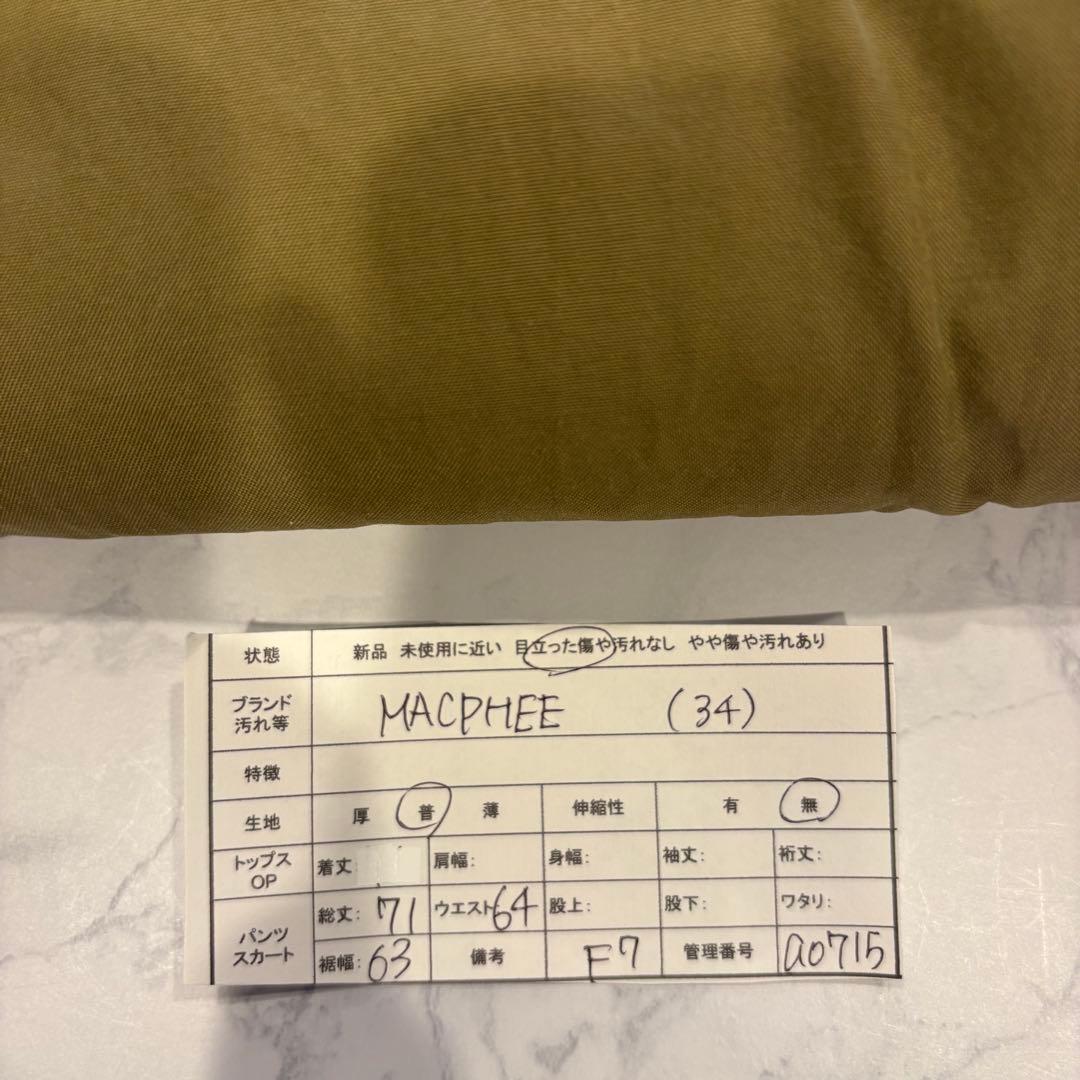 状態 新品 未使用に近い 目立った傷や汚れなし やや傷や汚れあり
ブランド 汚れ等 MACPHEE (34)
特徴
生地 厚 普 薄 伸縮性 有 無
トップス OP 着丈 肩幅: 身幅: 袖丈: 裄丈:
パンツ スカート 総丈: 71 ウエスト 64 股上: 股下: ワタリ:
裾幅: 63 備考 F7 管理番号 a0715